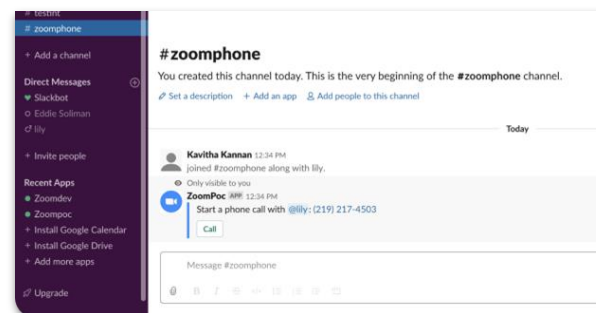 # testint
# zoomphone
+ Add a channel
Direct Messages
Slackbot
Eddie Soliman
lily
+ Invite people
Recent Apps
Zoomdev
Zoompoc
+ Install Google Calendar
+ Install Google Drive
+ Add more apps
Upgrade
#zoomphone
You created this channel today. This is the very beginning of the #zoomphone channel.
Set a description + Add an app Add people to this channel
Today
Kavitha Kannan 12:34 PM
joined #zoomphone along with lily.
Only visible to you
ZoomPoc APP 12:34 PM
Start a phone call with @lily: (219) 217-4503
Call
Message #zoomphone
B I